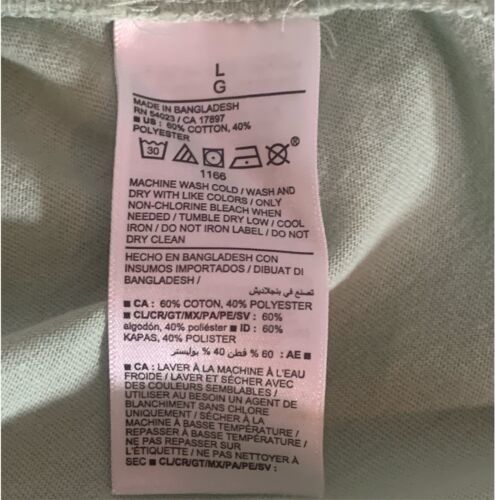 L
G
MADE IN BANGLADESH
RN 54023 / CA 17897
■ US : 60% COTTON, 40%
POLYESTER
30
1166
MACHINE WASH COLD / WASH AND
DRY WITH LIKE COLORS / ONLY
NON-CHLORINE BLEACH WHEN
NEEDED / TUMBLE DRY LOW / COOL
IRON / DO NOT IRON LABEL / DO NOT
DRY CLEAN
HECHO EN BANGLADESH CON
INSUMOS IMPORTADOS / DIBUAT DI
BANGLADESH /
تصنع في بنجلاديش
■ CA : 60% COTON, 40% POLYESTER
■ CL/CR/GT/MX/PA/PE/SV : 60%
algodón, 40% poliéster ■ ID : 60%
KAPAS, 40% POLISTER
■ AE : 60 % قطن 40 % بوليستر
■ CA : LAVER À LA MACHINE À L'EAU
FROIDE / LAVER ET SÉCHER AVEC
DES COULEURS SEMBLABLES /
UTILISER AU BESOIN UN AGENT DE
BLANCHIMENT SANS CHLORE
UNIQUEMENT / SÉCHER À LA
MACHINE À BASSE TEMPÉRATURE /
REPASSER À BASSE TEMPÉRATURE
/ NE PAS REPASSER SUR
L'ÉTIQUETTE / NE PAS NETTOYER À
SEC ■ CL/CR/GT/MX/PA/PE/SV :